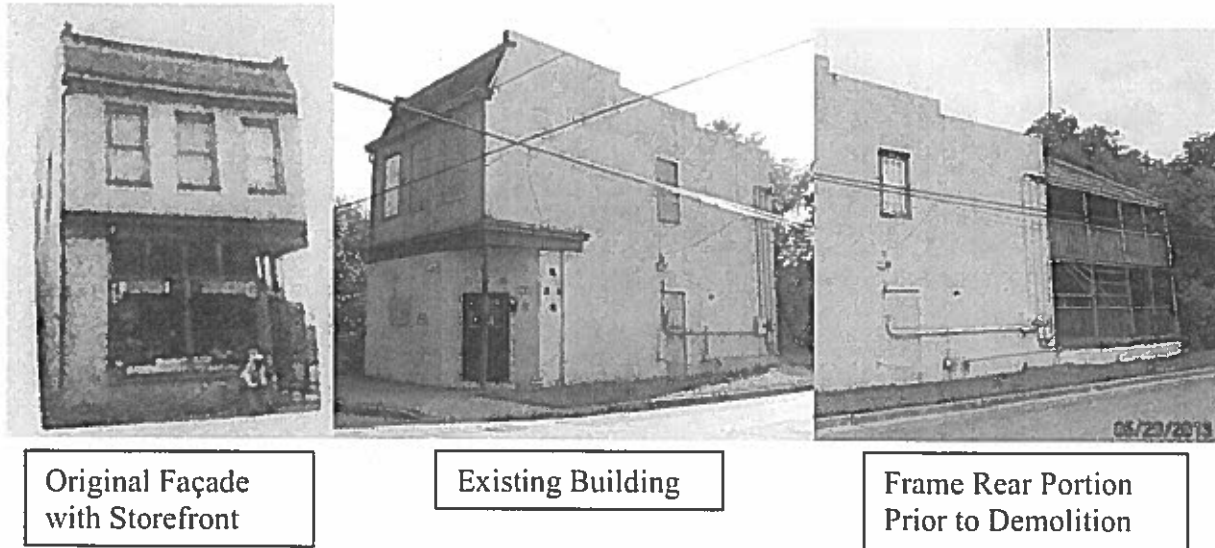 06/20/2013
Original Façade
with Storefront
Existing Building
Frame Rear Portion
Prior to Demolition